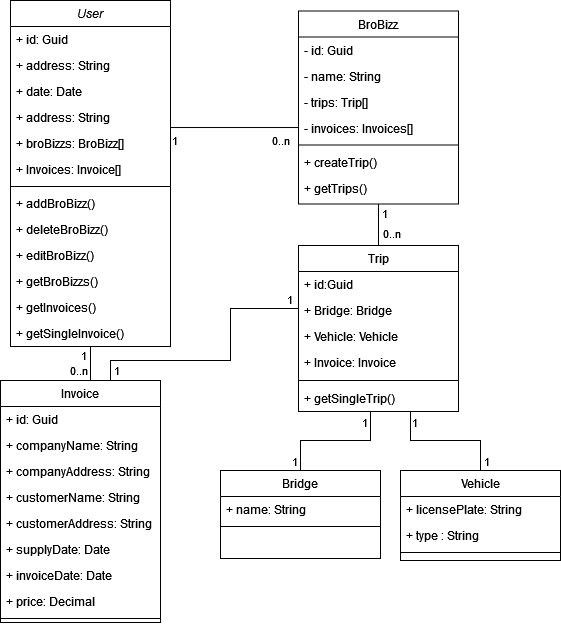 User
+ id: Guid
+ address: String
+ date: Date
+ address: String
+ broBizzs: BroBizz[]
+ Invoices: Invoice[]
+ addBroBizz()
+ deleteBroBizz()
+ editBroBizz()
+ getBroBizzs()
+ getInvoices()
+ getSingleInvoice()
1
0..n
BroBizz
- id: Guid
- name: String
- trips: Trip[]
- invoices: Invoices[]
+ createTrip()
+ getTrips()
1
0..n
Trip
+ id:Guid
+ Bridge: Bridge
+ Vehicle: Vehicle
+ Invoice: Invoice
+ getSingleTrip()
1
1
1
0..n
Invoice
+ id: Guid
+ companyName: String
+ companyAddress: String
+ customerName: String
+ customerAddress: String
+ supplyDate: Date
+ invoiceDate: Date
+ price: Decimal
1
1
Bridge
+ name: String
1
1
Vehicle
+ licensePlate: String
+ type : String